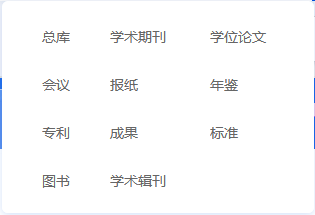 总库 学术期刊 学位论文
会议 报纸 年鉴
专利 成果 标准
图书 学术辑刊